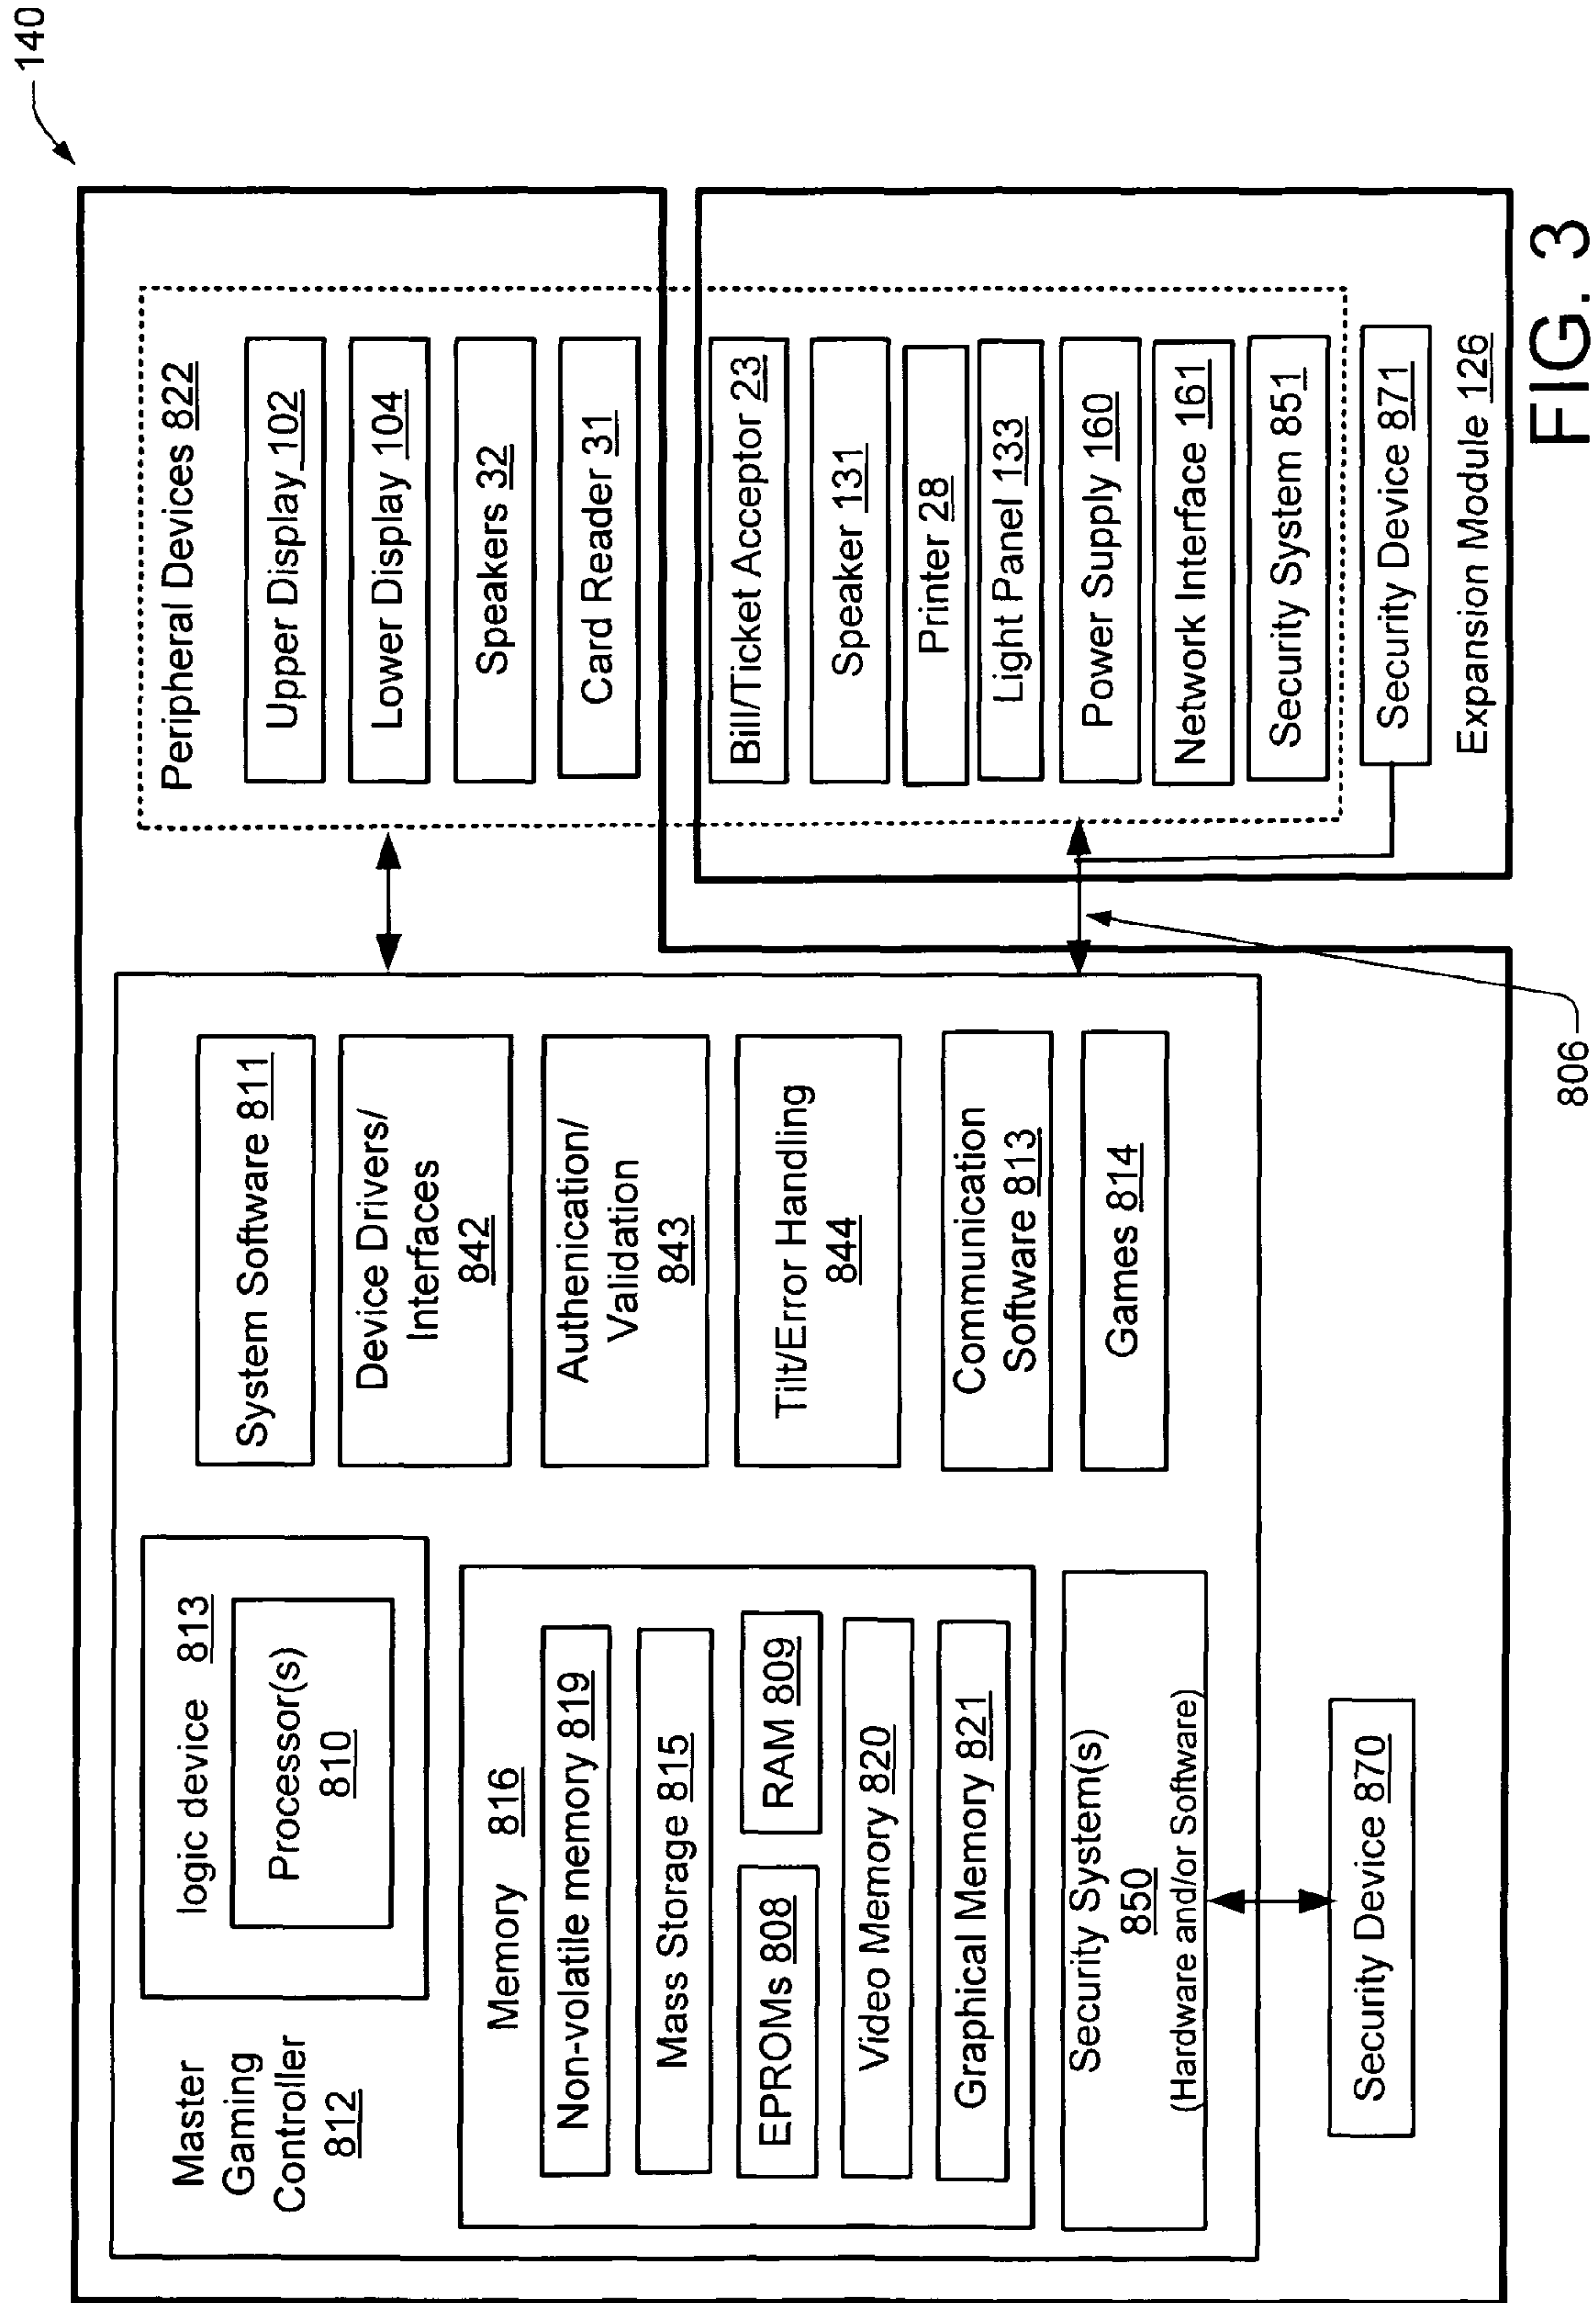 140
Master
Gaming
Controller
812
logic device 813
Processor(s)
810
Memory 816
Non-volatile memory 819
Mass Storage 815
EPROMs 808
RAM 809
Video Memory 820
Graphical Memory 821
Security System(s)
850
(Hardware and/or Software)
Security Device 870
System Software 811
Device Drivers/
Interfaces
842
Authenication/
Validation
843
Tilt/Error Handling
844
Communication
Software 813
Games 814
806
Peripheral Devices 822
Upper Display 102
Lower Display 104
Speakers 32
Card Reader 31
Bill/Ticket Acceptor 23
Speaker 131
Printer 28
Light Panel 133
Power Supply 160
Network Interface 161
Security System 851
Security Device 871
Expansion Module 126
FIG. 3